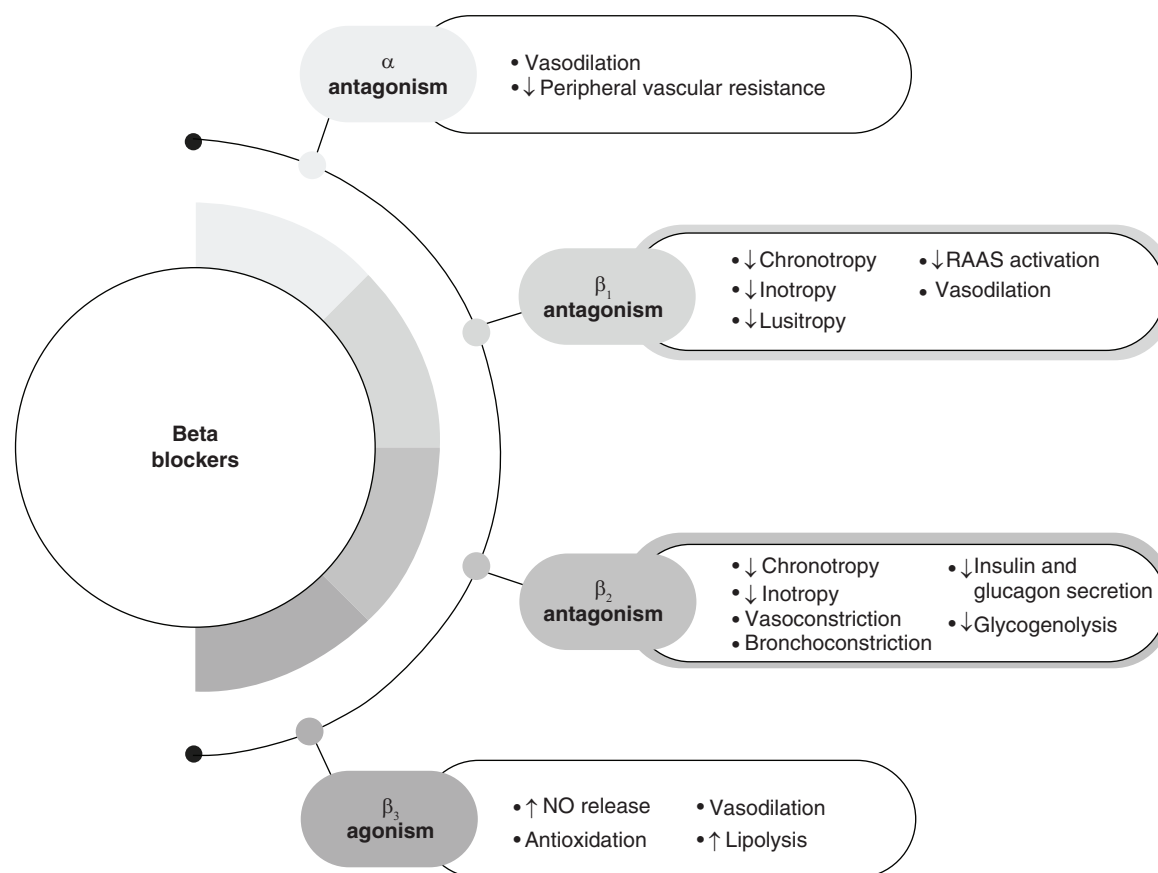 α
antagonism
• Vasodilation
• ↓ Peripheral vascular resistance
β₁
antagonism
• ↓ Chronotropy
• ↓ Inotropy
• ↓ Lusitropy
• ↓ RAAS activation
• Vasodilation
Beta
blockers
β₂
antagonism
• ↓ Chronotropy
• ↓ Inotropy
• Vasoconstriction
• Bronchoconstriction
• ↓ Insulin and
glucagon secretion
• ↓ Glycogenolysis
β₃
agonism
• ↑ NO release
• Antioxidation
• Vasodilation
• ↑ Lipolysis